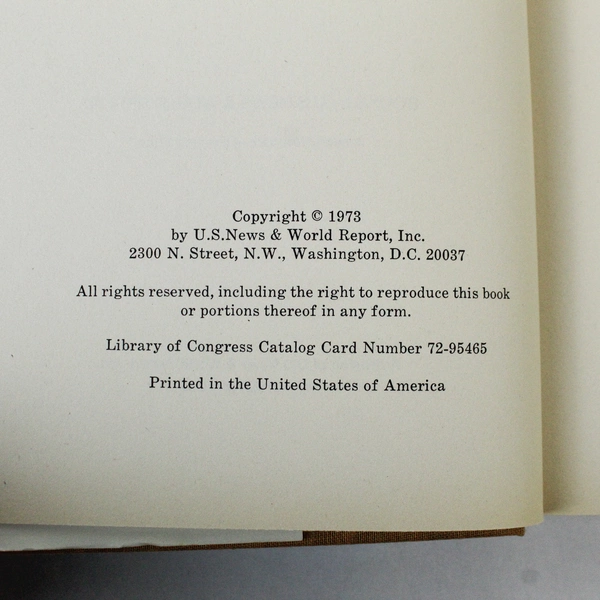 Copyright © 1973
by U.S.News & World Report, Inc.
2300 N. Street, N.W., Washington, D.C. 20037
All rights reserved, including the right to reproduce this book
or portions thereof in any form.
Library of Congress Catalog Card Number 72-95465
Printed in the United States of America